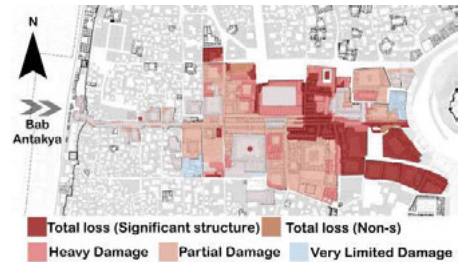 N
Bab
Antakya
Total loss (Significant structure) Total loss (Non-s)
Heavy Damage Partial Damage Very Limited Damage